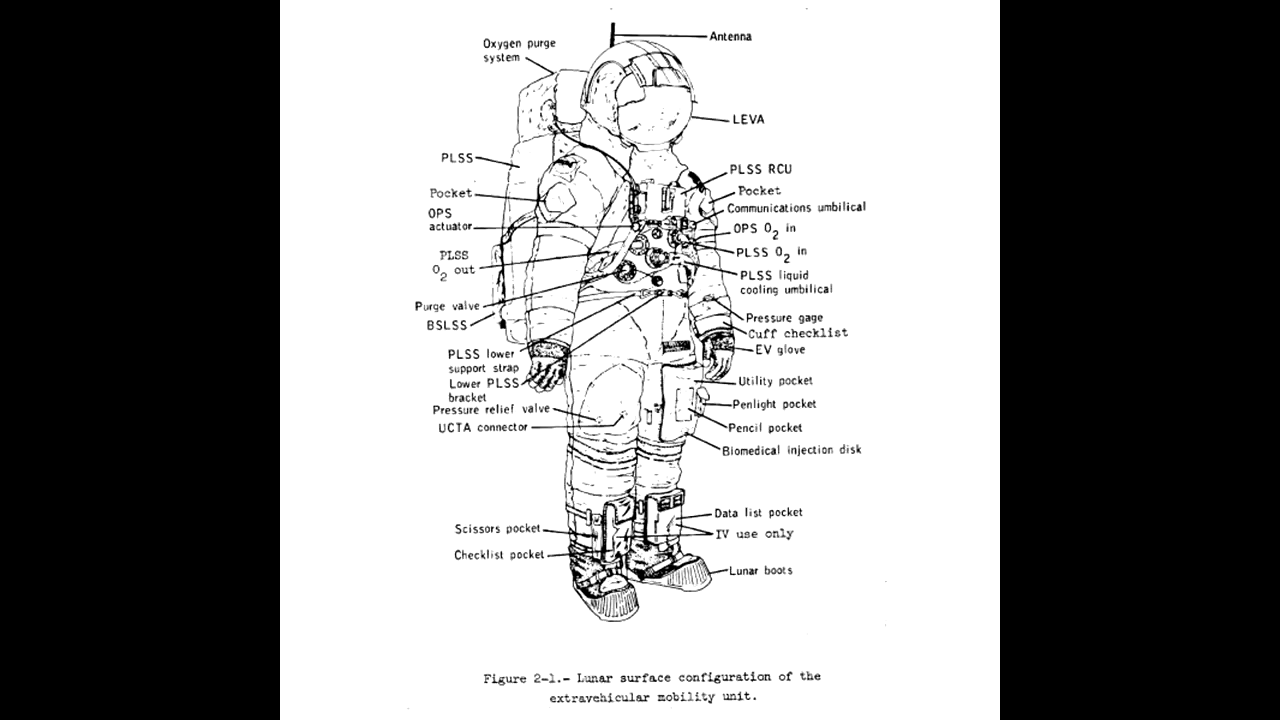 Antenna
Oxygen purge
system
LEVA
PLSS
PLSS RCU
Pocket
Pocket
Communications umbilical
OPS
actuator
OPS O2 in
PLSS O2 in
PLSS
O2 out
PLSS liquid
cooling umbilical
Purge valve
Pressure gage
BSLSS
Cuff checklist
EV glove
PLSS lower
support strap
Lower PLSS
bracket
Utility pocket
Penlight pocket
Pressure relief valve
UCTA connector
Pencil pocket
Biomedical injection disk
Data list pocket
Scissors pocket
IV use only
Checklist pocket
Lunar boots
Figure 2-1.- Lunar surface configuration of the
extravehicular mobility unit.